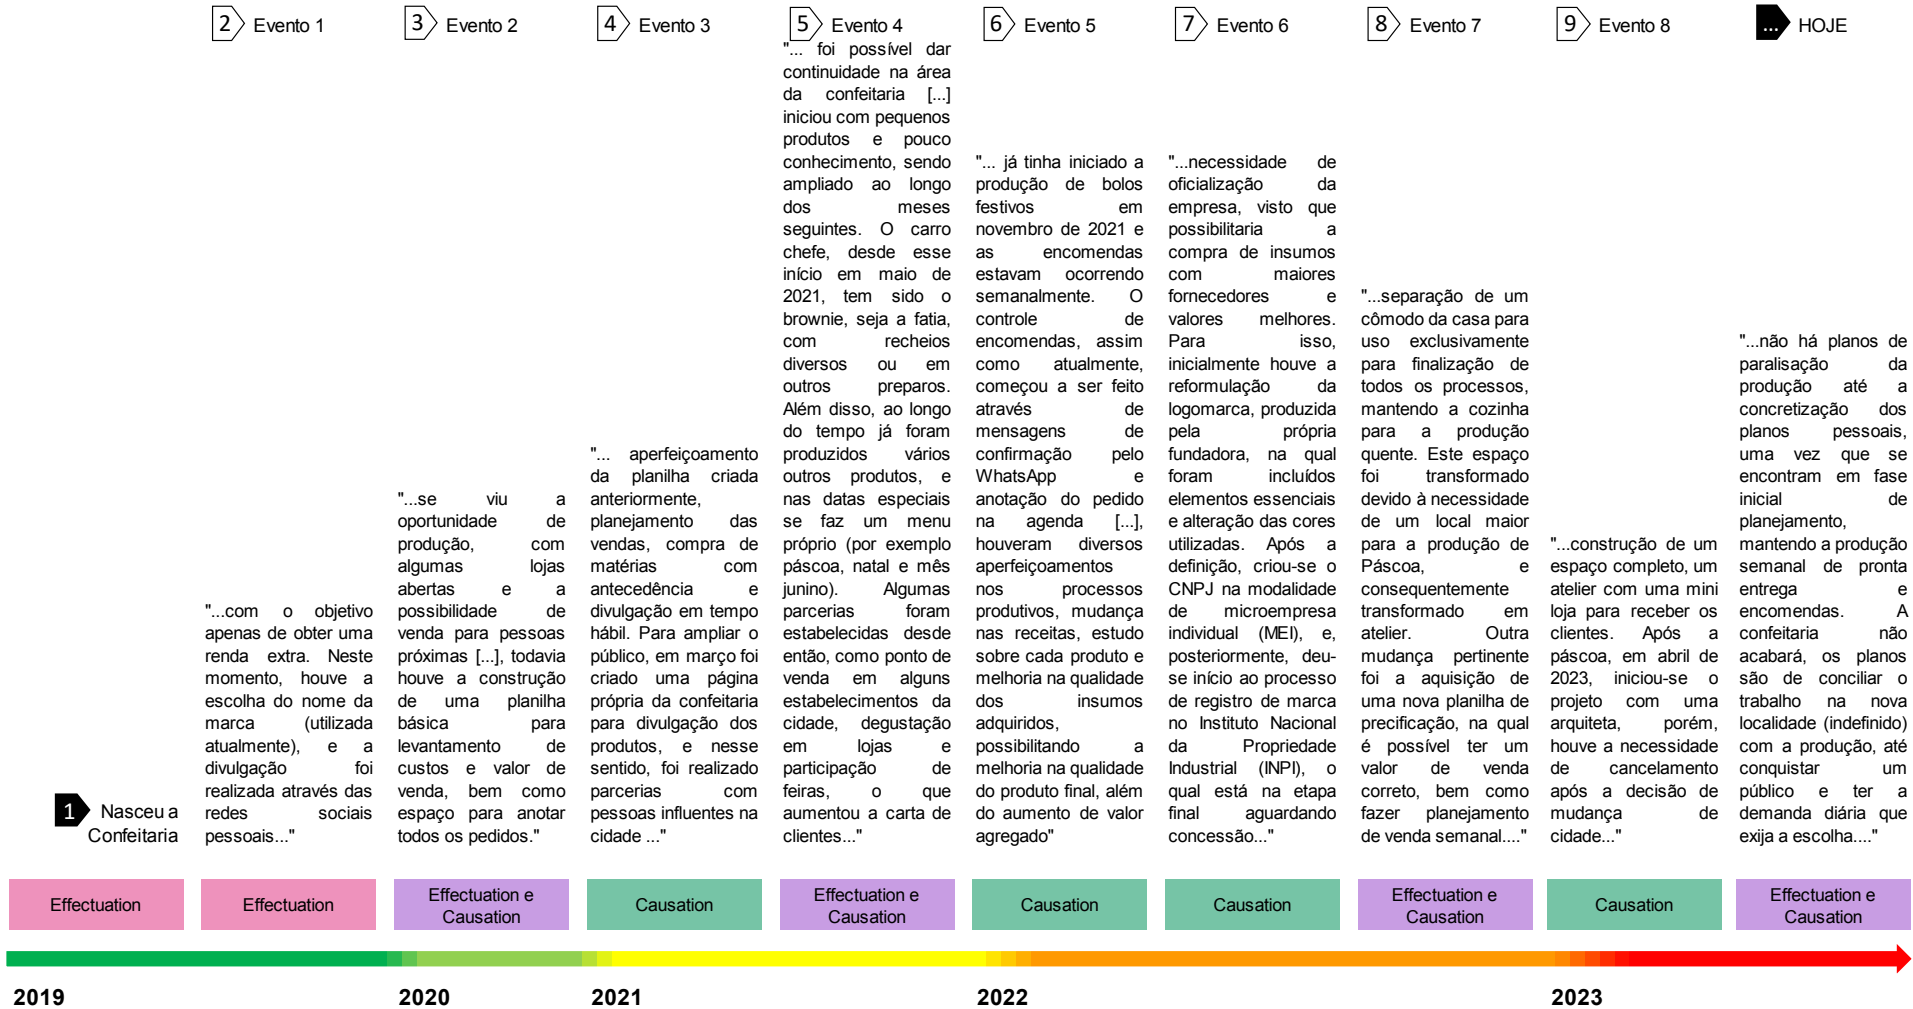 2 Evento 1
3 Evento 2
4 Evento 3
5 Evento 4
6 Evento 5
7 Evento 6
8 Evento 7
9 Evento 8
... HOJE
1 Nasceu a
Confeitaria
"...com o objetivo
apenas de obter uma
renda extra. Neste
momento, houve a
escolha do nome da
marca (utilizada
atualmente), e a
divulgação foi
realizada através das
redes sociais
pessoais..."
"...se viu a
oportunidade de
produção, com
algumas lojas
abertas e a
possibilidade de
venda para pessoas
próximas [...], todavia
houve a construção
de uma planilha
básica para
levantamento de
custos e valor de
venda, bem como
espaço para anotar
todos os pedidos."
"... aperfeiçoamento
da planilha criada
anteriormente,
planejamento das
vendas, compra de
matérias com
antecedência e
divulgação em tempo
hábil. Para ampliar o
público, em março foi
criado uma página
própria da confeitaria
para divulgação dos
produtos, e nesse
sentido, foi realizado
parcerias com
pessoas influentes na
cidade ..."
"... foi possível dar
continuidade na área
da confeitaria [...]
iniciou com pequenos
produtos e pouco
conhecimento, sendo
ampliado ao longo
dos meses
seguintes. O carro
chefe, desde esse
início em maio de
2021, tem sido o
brownie, seja a fatia,
com recheios
diversos ou em
outros preparos.
Além disso, ao longo
do tempo já foram
produzidos vários
outros produtos, e
nas datas especiais
se faz um menu
próprio (por exemplo
páscoa, natal e mês
junino). Algumas
parcerias foram
estabelecidas desde
então, como ponto de
venda em alguns
estabelecimentos da
cidade, degustação
em lojas e
participação de
feiras, o que
aumentou a carta de
clientes..."
"... já tinha iniciado a
produção de bolos
festivos em
novembro de 2021 e
as encomendas
estavam ocorrendo
semanalmente. O
controle de
encomendas, assim
como atualmente,
começou a ser feito
através de
mensagens de
confirmação pelo
WhatsApp e
anotação do pedido
na agenda [...],
houveram diversos
aperfeiçoamentos
nos processos
produtivos, mudança
nas receitas, estudo
sobre cada produto e
melhoria na qualidade
dos insumos
adquiridos,
possibilitando a
melhoria na qualidade
do produto final, além
do aumento de valor
agregado"
"...necessidade de
oficialização da
empresa, visto que
possibilitaria a
compra de insumos
com maiores
fornecedores e
valores melhores.
Para isso,
inicialmente houve a
reformulação da
logomarca, produzida
pela própria
fundadora, na qual
foram incluídos
elementos essenciais
e alteração das cores
utilizadas. Após a
definição, criou-se o
CNPJ na modalidade
de microempresa
individual (MEI), e,
posteriormente, deu-
se início ao processo
de registro de marca
no Instituto Nacional
da Propriedade
Industrial (INPI), o
qual está na etapa
final aguardando
concessão..."
"...separação de um
cômodo da casa para
uso exclusivamente
para finalização de
todos os processos,
mantendo a cozinha
para a produção
quente. Este espaço
foi transformado
devido à necessidade
de um local maior
para a produção de
Páscoa, e
consequentemente
transformado em
atelier. Outra
mudança pertinente
foi a aquisição de
uma nova planilha de
precificação, na qual
é possível ter um
valor de venda
correto, bem como
fazer planejamento
de venda semanal...."
"...construção de um
espaço completo, um
atelier com uma mini
loja para receber os
clientes. Após a
páscoa, em abril de
2023, iniciou-se o
projeto com uma
arquiteta, porém,
houve a necessidade
de cancelamento
após a decisão de
mudança de
cidade..."
"...não há planos de
paralisação da
produção até a
concretização dos
planos pessoais,
uma vez que se
encontram em fase
inicial de
planejamento,
mantendo a produção
semanal de pronta
entrega e
encomendas. A
confeitaria não
acabará, os planos
são de conciliar o
trabalho na nova
localidade (indefinido)
com a produção, até
conquistar um
público e ter a
demanda diária que
exija a escolha...."
Effectuation
Effectuation
Effectuation e
Causation
Causation
Effectuation e
Causation
Causation
Causation
Effectuation e
Causation
Causation
Effectuation e
Causation
2019
2020
2021
2022
2023